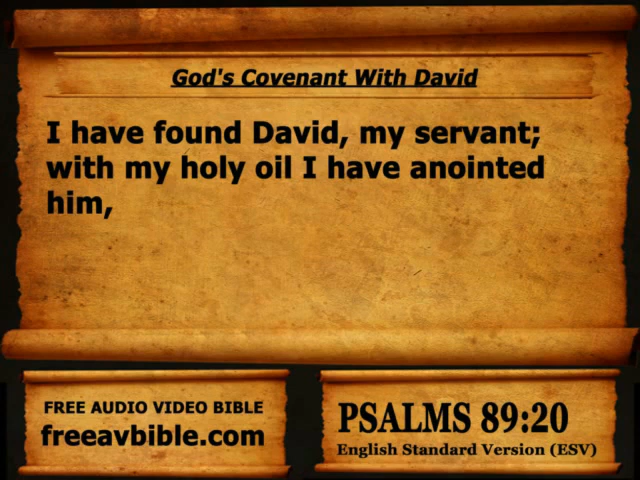 God's Covenant With David
I have found David, my servant;
with my holy oil I have anointed
him,
FREE AUDIO VIDEO BIBLE
freeavbible.com
PSALMS 89:20
English Standard Version (ESV)